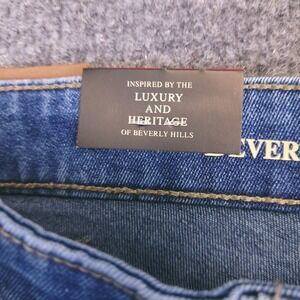 INSPIRED BY THE
LUXURY
AND
HERITAGE
OF BEVERLY HILLS
BEVER